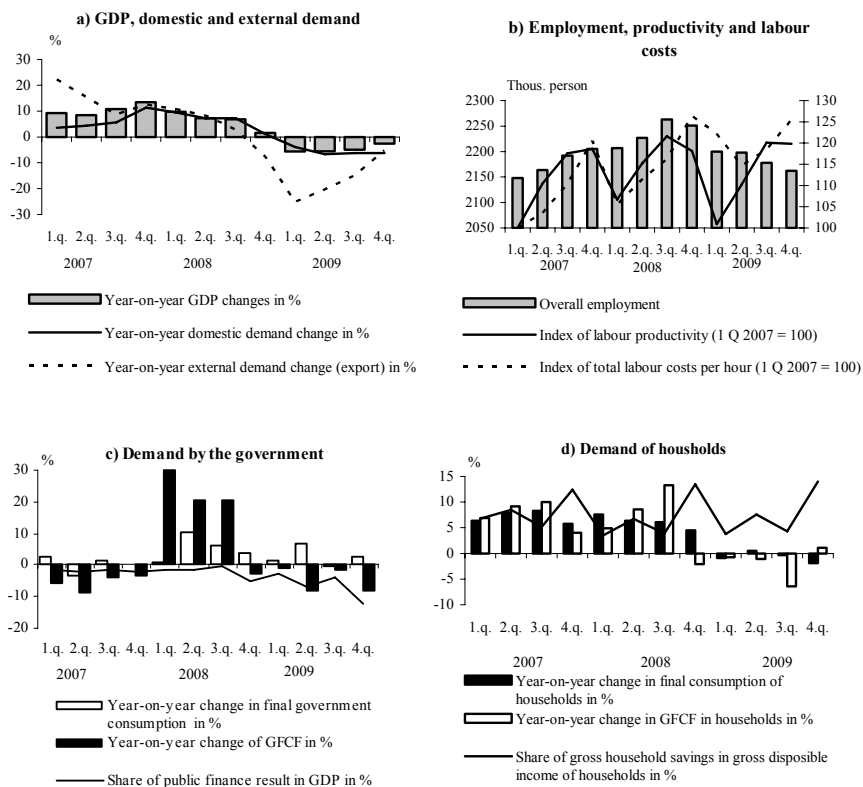 a) GDP, domestic and external demand
%
30
20
10
0
-10
-20
-30
1.q. 2.q. 3.q. 4.q. 1.q. 2.q. 3.q. 4.q. 1.q. 2.q. 3.q. 4.q.
2007 2008 2009
Year-on-year GDP changes in %
Year-on-year domestic demand change in %
Year-on-year external demand change (export) in %
b) Employment, productivity and labour
costs
Thous. person
2300
2250
2200
2150
2100
2050
130
125
120
115
110
105
100
1.q. 2.q. 3.q. 4.q. 1.q. 2.q. 3.q. 4.q. 1.q. 2.q. 3.q. 4.q.
2007 2008 2009
Overall employment
Index of labour productivity (1 Q 2007 = 100)
Index of total labour costs per hour (1 Q 2007 = 100)
c) Demand by the government
%
30
20
10
0
-10
-20
1.q. 2.q. 3.q. 4.q. 1.q. 2.q. 3.q. 4.q. 1.q. 2.q. 3.q. 4.q.
2007 2008 2009
Year-on-year change in final government
consumption in %
Year-on-year change of GFCF in %
Share of public finance result in GDP in %
d) Demand of housholds
%
15
10
5
0
-5
-10
1.q. 2.q. 3.q. 4.q. 1.q. 2.q. 3.q. 4.q. 1.q. 2.q. 3.q. 4.q
2007 2008 2009
Year-on-year change in final consumption of
households in %
Year-on-year change in GFCF in households in %
Share of gross household savings in gross disposible
income of households in %